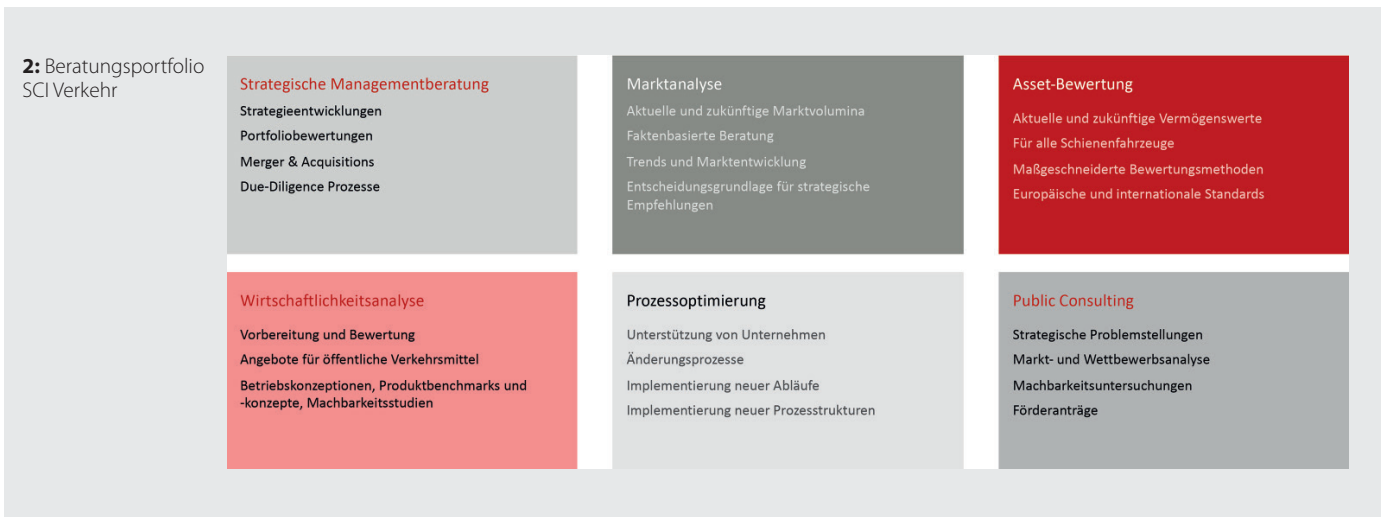 2: Beratungsportfolio
SCI Verkehr
Strategische Managementberatung
Strategieentwicklungen
Portfoliobewertungen
Merger & Acquisitions
Due-Diligence Prozesse
Marktanalyse
Aktuelle und zukünftige Marktvolumina
Faktenbasierte Beratung
Trends und Marktentwicklung
Entscheidungsgrundlage für strategische
Empfehlungen
Asset-Bewertung
Aktuelle und zukünftige Vermögenswerte
Für alle Schienenfahrzeuge
Maßgeschneiderte Bewertungsmethoden
Europäische und internationale Standards
Wirtschaftlichkeitsanalyse
Vorbereitung und Bewertung
Angebote für öffentliche Verkehrsmittel
Betriebskonzeptionen, Produktbenchmarks und
-konzepte, Machbarkeitsstudien
Prozessoptimierung
Unterstützung von Unternehmen
Änderungsprozesse
Implementierung neuer Abläufe
Implementierung neuer Prozesstrukturen
Public Consulting
Strategische Problemstellungen
Markt- und Wettbewerbsanalyse
Machbarkeitsuntersuchungen
Förderanträge